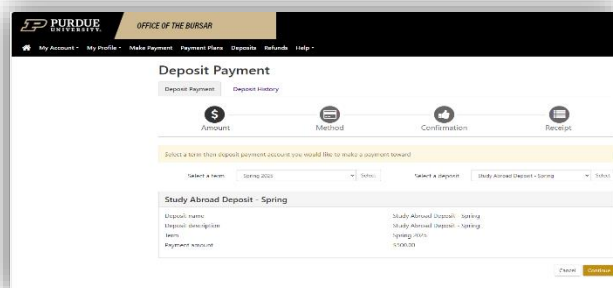 PURDUE UNIVERSITY. OFFICE OF THE BURSAR
My Account My Profile Make Payment Payment Plans Deposits Refunds Help
Deposit Payment
Deposit Payment Deposit History
$
Amount Method Confirmation Receipt
Select a term then deposit payment account you would like to make a payment toward
Select a term Spring 2025 Select Select a deposit Study Abroad Deposit - Spring Select
Study Abroad Deposit - Spring
Deposit name Study Abroad Deposit - Spring
Deposit description Study Abroad Deposit - Spring
Term Spring 2025
Payment amount $500.00
Cancel Continue